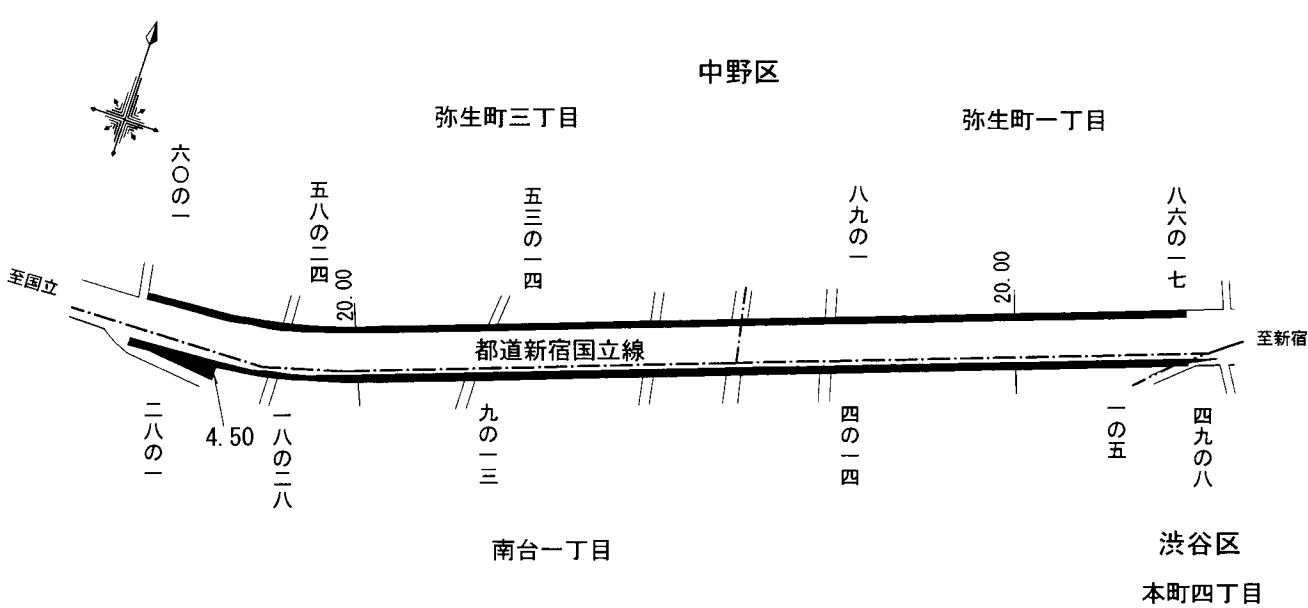 中野区
弥生町三丁目
弥生町一丁目
六〇の一
五八の二四
五三の一四
八九の一
八六の一七
20.00
20.00
至国立
都道新宿国立線
至新宿
二八の一
4.50
一八の二八
九の一三
四の一四
一の五
四九の八
南台一丁目
渋谷区
本町四丁目